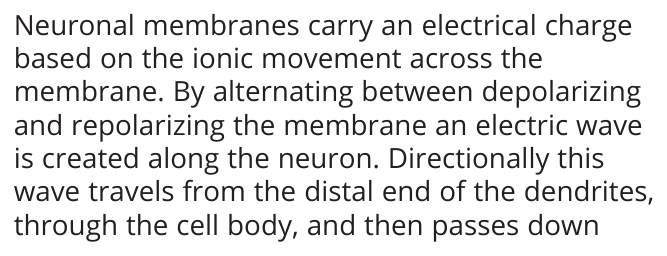 Neuronal membranes carry an electrical charge
based on the ionic movement across the
membrane. By alternating between depolarizing
and repolarizing the membrane an electric wave
is created along the neuron. Directionally this
wave travels from the distal end of the dendrites,
through the cell body, and then passes down